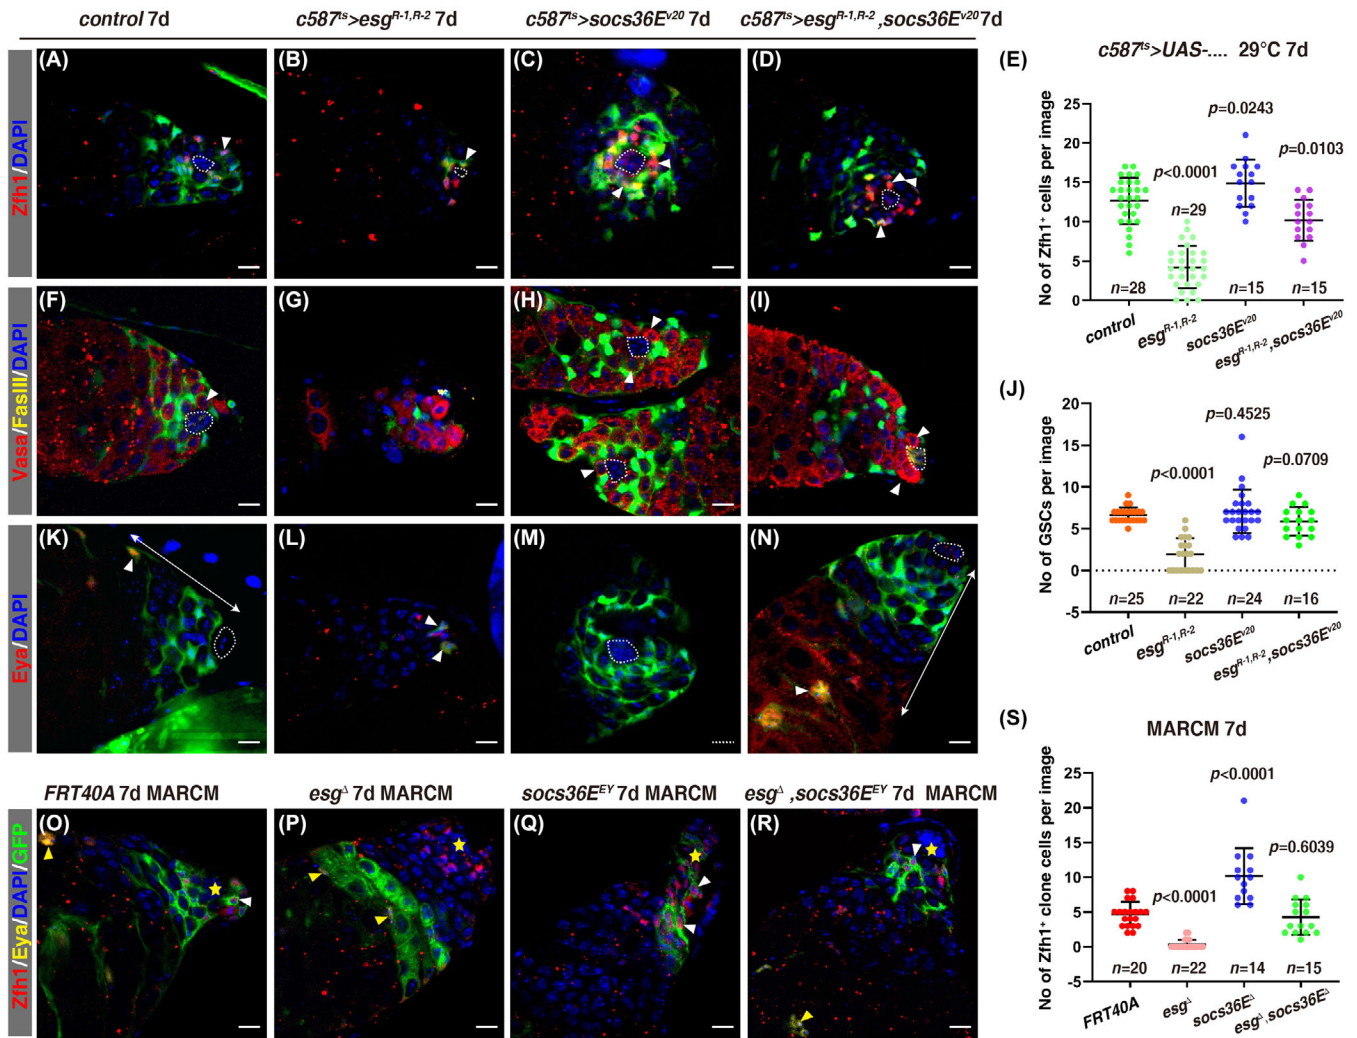 control 7d
c587ts>esgR-1,R-2 7d
c587ts>socs36Ev20 7d
c587ts>esgR-1,R-2,socs36Ev20 7d
Zfh1/DAPI
(A)
(B)
(C)
(D)
(E)
c587ts>UAS-.... 29°C 7d
No of Zfh1+ cells per image
25
20
15
10
5
0
p<0.0001
p=0.0243
p=0.0103
n=28
n=29
n=15
n=15
control
esgR-1,R-2
socs36Ev20
esgR-1,R-2,socs36Ev20
Vasa/FasIII/DAPI
(F)
(G)
(H)
(I)
(J)
No of GSCs per image
20
15
10
5
0
-5
p<0.0001
p=0.4525
p=0.0709
n=25
n=22
n=24
n=16
control
esgR-1,R-2
socs36Ev20
esgR-1,R-2,socs36Ev20
Eya/DAPI
(K)
(L)
(M)
(N)
FRT40A 7d MARCM
esgΔ 7d MARCM
socs36EEY 7d MARCM
esgΔ ,socs36EEY 7d MARCM
Zfh1/Eya/DAPI/GFP
(O)
(P)
(Q)
(R)
(S)
MARCM 7d
No of Zfh1+ clone cells per image
25
20
15
10
5
0
-5
p<0.0001
p<0.0001
p=0.6039
n=20
n=22
n=14
n=15
FRT40A
esgΔ
socs36EΔ
esgΔ,socs36EΔ